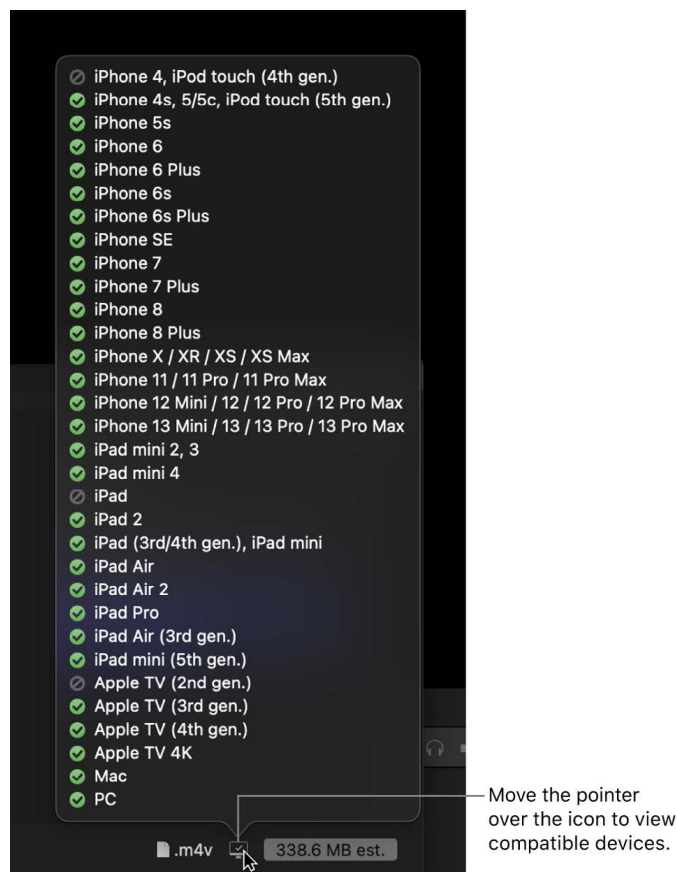 iPhone 4, iPod touch (4th gen.)
iPhone 4s, 5/5c, iPod touch (5th gen.)
iPhone 5s
iPhone 6
iPhone 6 Plus
iPhone 6s
iPhone 6s Plus
iPhone SE
iPhone 7
iPhone 7 Plus
iPhone 8
iPhone 8 Plus
iPhone X / XR / XS / XS Max
iPhone 11 / 11 Pro / 11 Pro Max
iPhone 12 Mini / 12 / 12 Pro / 12 Pro Max
iPhone 13 Mini / 13 / 13 Pro / 13 Pro Max
iPad mini 2, 3
iPad mini 4
iPad
iPad 2
iPad (3rd/4th gen.), iPad mini
iPad Air
iPad Air 2
iPad Pro
iPad Air (3rd gen.)
iPad mini (5th gen.)
Apple TV (2nd gen.)
Apple TV (3rd gen.)
Apple TV (4th gen.)
Apple TV 4K
Mac
PC
.m4v
338.6 MB est.
Move the pointer
over the icon to view
compatible devices.